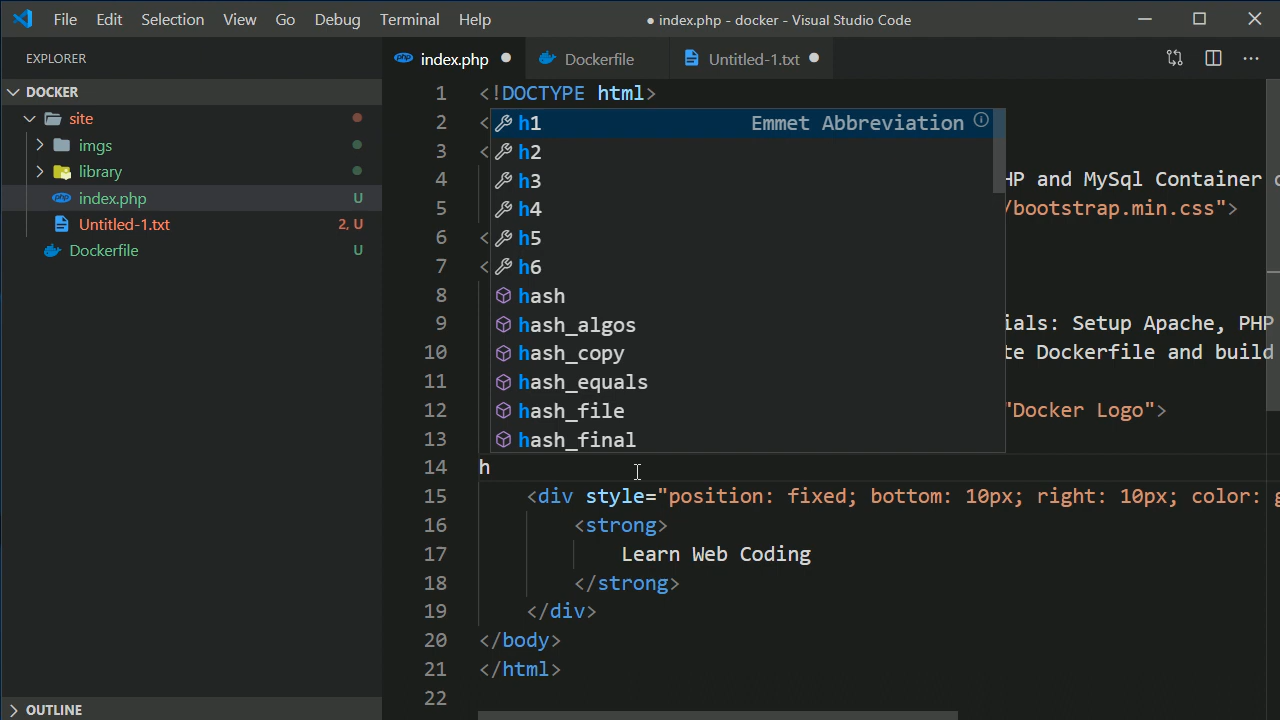 File Edit Selection View Go Debug Terminal Help
● index.php - docker - Visual Studio Code
EXPLORER
DOCKER
site
imgs
library
index.php U
Untitled-1.txt 2, U
Dockerfile U
OUTLINE
php index.php
Dockerfile
Untitled-1.txt
1 <!DOCTYPE html>
2 <
3 <
4 HP and MySql Container
5 /bootstrap.min.css">
6 <
7 <
8
9 ials: Setup Apache, PHP
10 te Dockerfile and build
11
12 "Docker Logo">
13
h1 Emmet Abbreviation
h2
h3
h4
h5
h6
hash
hash_algos
hash_copy
hash_equals
hash_file
hash_final
14 h
15 <div style="position: fixed; bottom: 10px; right: 10px; color:
16 <strong>
17 Learn Web Coding
18 </strong>
19 </div>
20 </body>
21 </html>
22